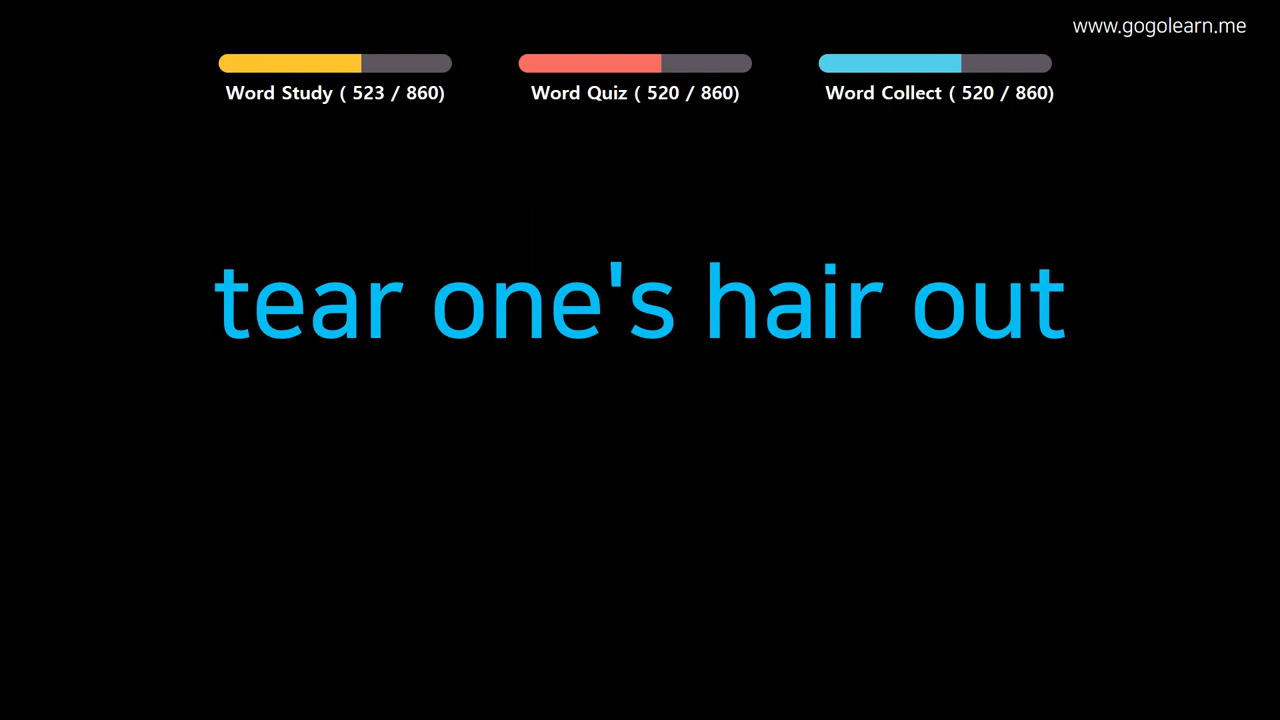 www.gogolearn.me
Word Study ( 523 / 860)
Word Quiz ( 520 / 860)
Word Collect ( 520 / 860)
tear one's hair out